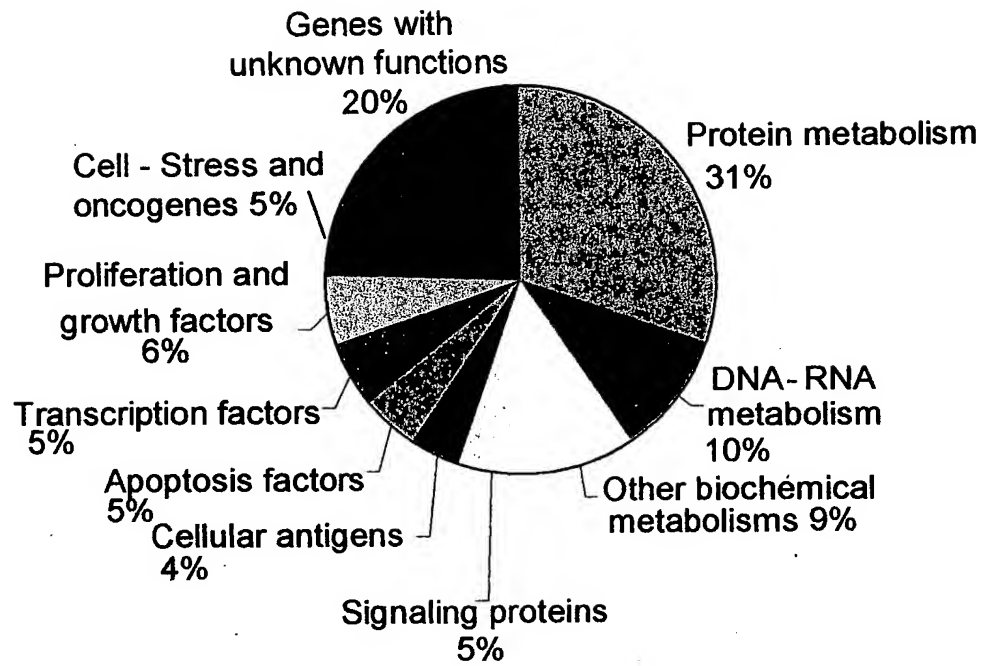 Genes with
unknown functions
20%
Protein metabolism
31%
Cell - Stress and
oncogenes 5%
Proliferation and
growth factors
6%
DNA-RNA
metabolism
10%
Transcription factors
5%
Apoptosis factors
5%
Other biochemical
metabolisms 9%
Cellular antigens
4%
Signaling proteins
5%